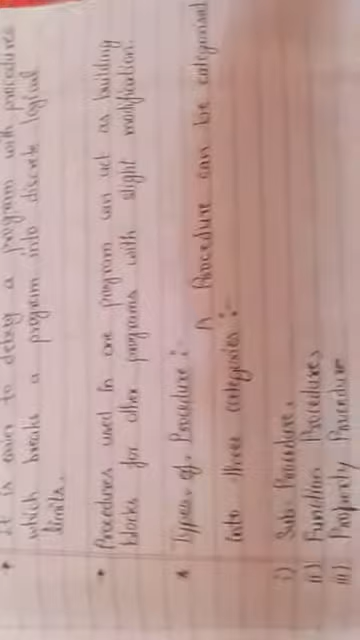 • It is easier to debug a program with procedures
which breaks a program into discrete logical
limits.
• Procedures used in one program can act as building
blocks for other programs with slight modification.
* Types of Procedure :-
A Procedure can be categorised
into three categories :-
i) Sub Procedure.
ii) Function Procedures
iii) Property Procedure